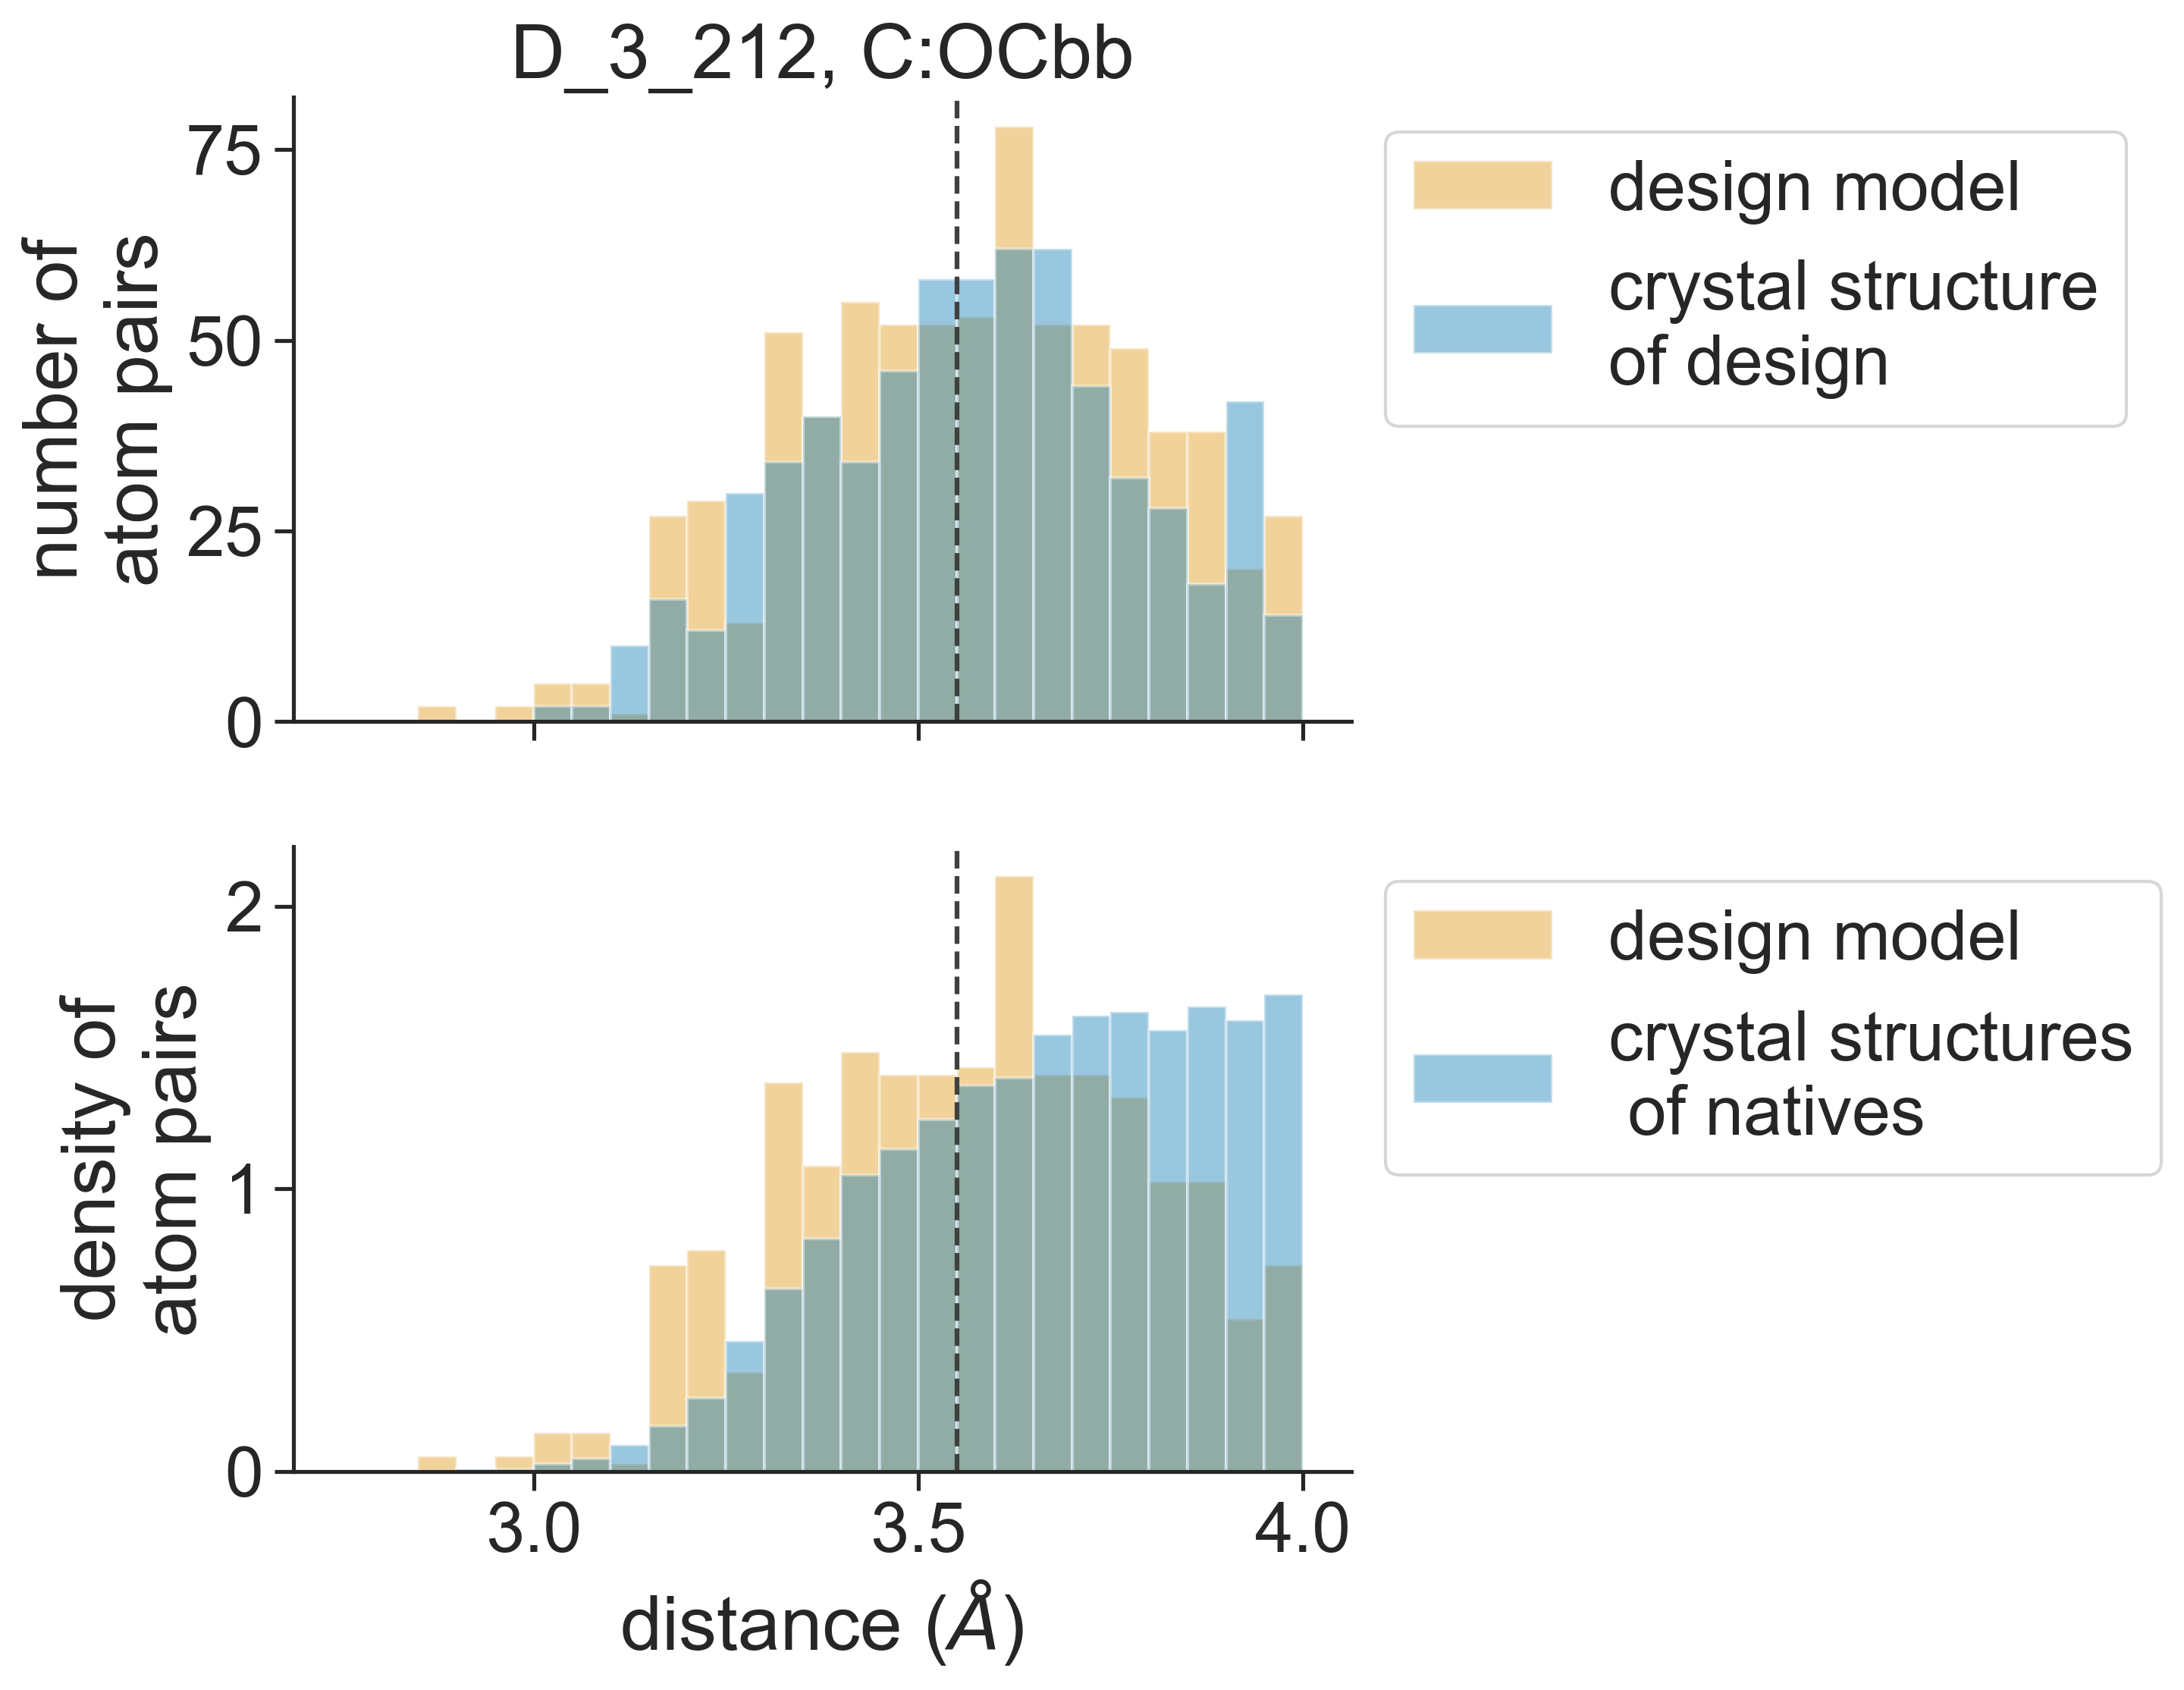 D_3_212, C:OCbb
number of
atom pairs
75
50
25
0
design model
crystal structure
of design
density of
atom pairs
2
1
0
design model
crystal structures
of natives
3.0
3.5
4.0
distance (Å)